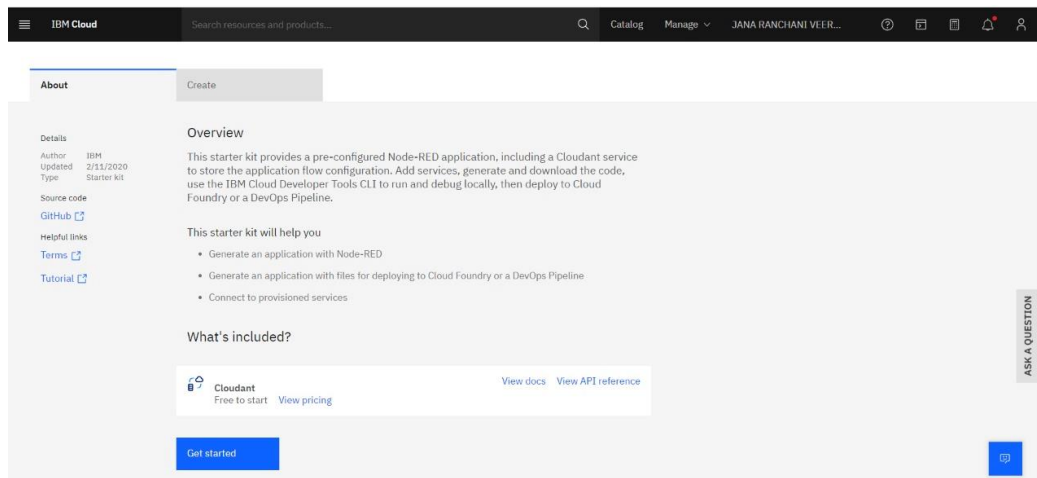 IBM Cloud
Search resources and products...
Catalog
Manage
JANA RANCHANI VEER...
About
Create
Details
Author IBM
Updated 2/11/2020
Type Starter kit
Source code
GitHub
Helpful links
Terms
Tutorial
Overview
This starter kit provides a pre-configured Node-RED application, including a Cloudant service
to store the application flow configuration. Add services, generate and download the code,
use the IBM Cloud Developer Tools CLI to run and debug locally, then deploy to Cloud
Foundry or a DevOps Pipeline.
This starter kit will help you
• Generate an application with Node-RED
• Generate an application with files for deploying to Cloud Foundry or a DevOps Pipeline
• Connect to provisioned services
What's included?
Cloudant
View docs View API reference
Free to start View pricing
Get started
ASK A QUESTION